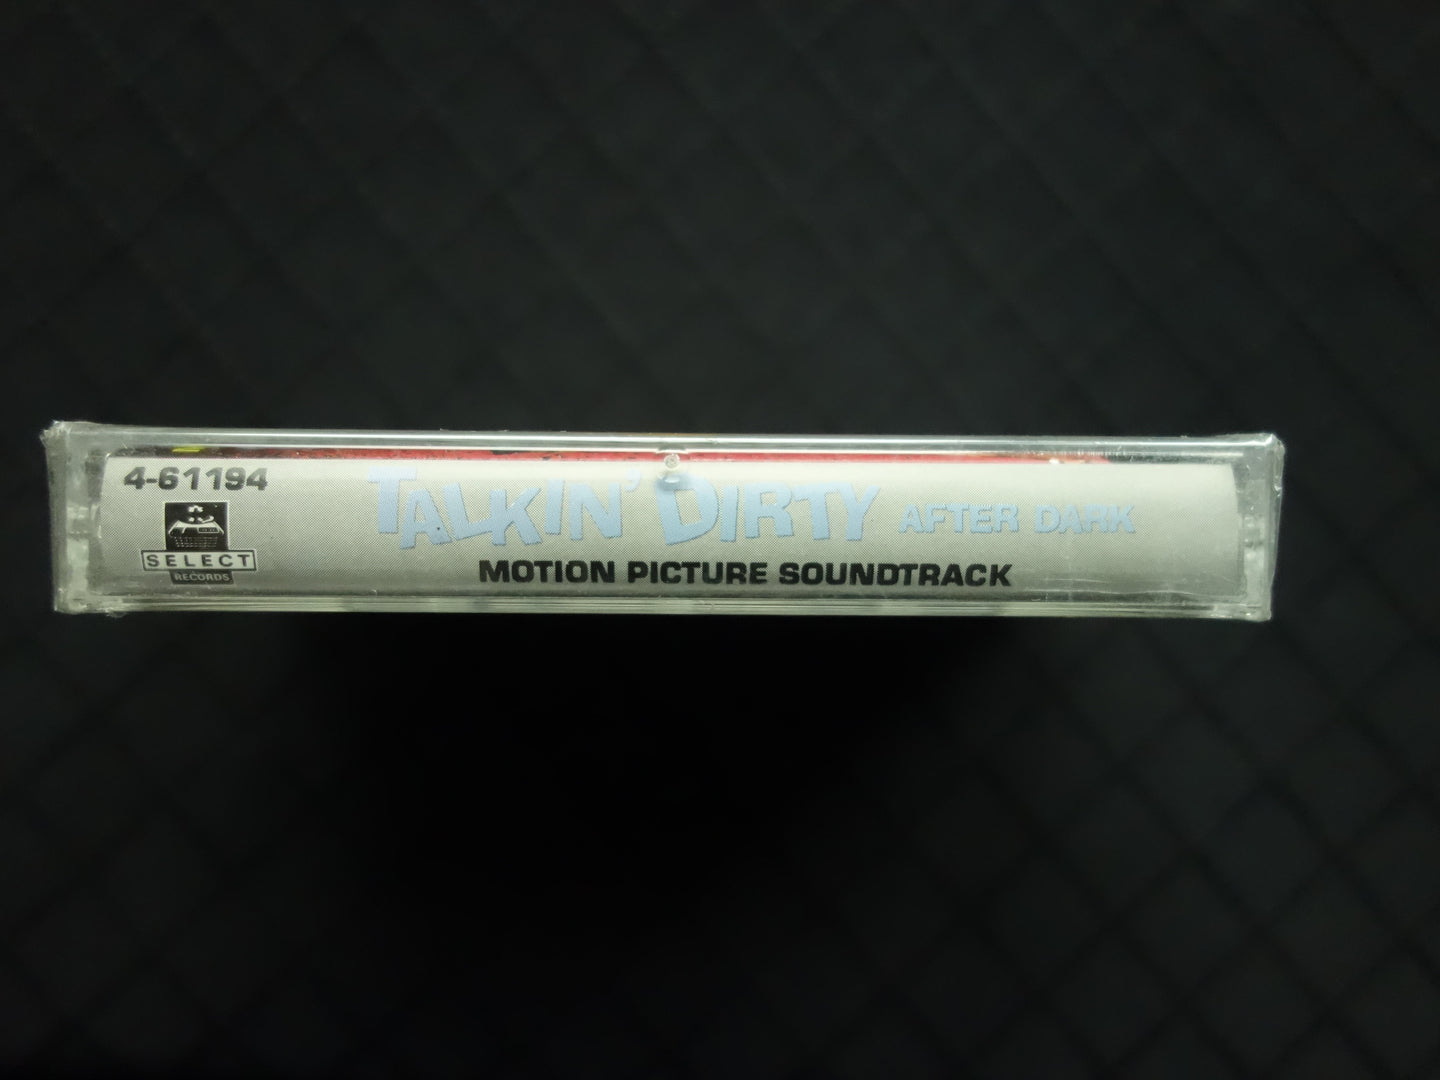 4-61194
SELECT
RECORDS
TALKIN' DIRTY AFTER DARK
MOTION PICTURE SOUNDTRACK